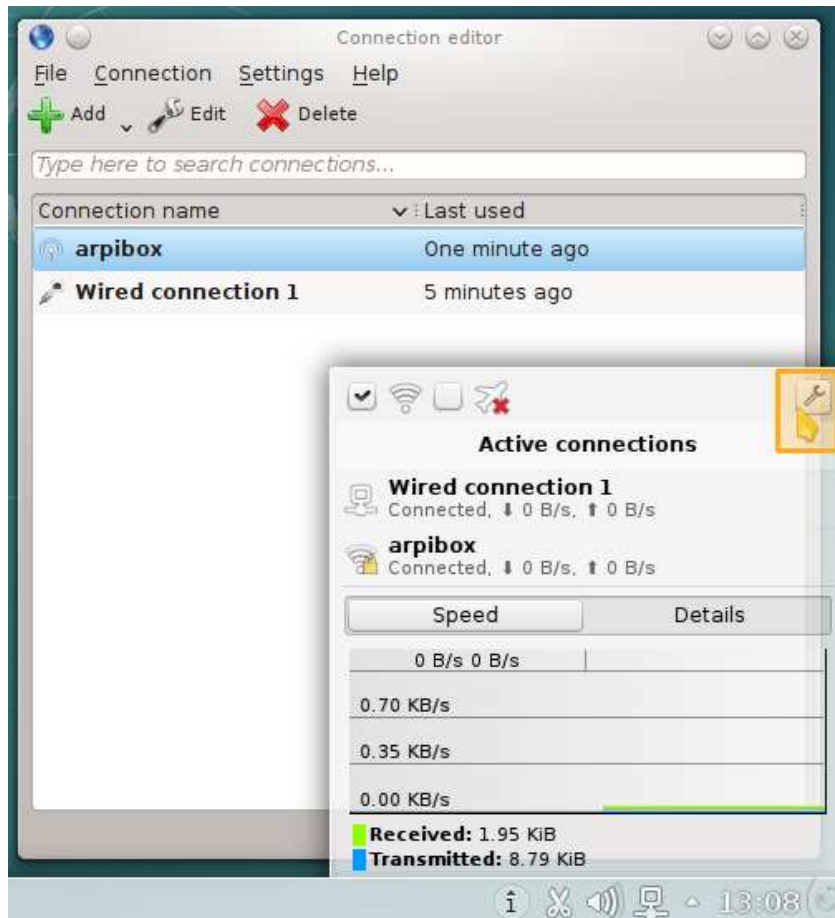 Connection editor
File Connection Settings Help
Add Edit Delete
Type here to search connections...
Connection name Last used
arpibox One minute ago
Wired connection 1 5 minutes ago
Active connections
Wired connection 1
Connected, ⬇ 0 B/s, ⬆ 0 B/s
arpibox
Connected, ⬇ 0 B/s, ⬆ 0 B/s
Speed Details
0 B/s 0 B/s
0.70 KB/s
0.35 KB/s
0.00 KB/s
Received: 1.95 KiB
Transmitted: 8.79 KiB
13:08